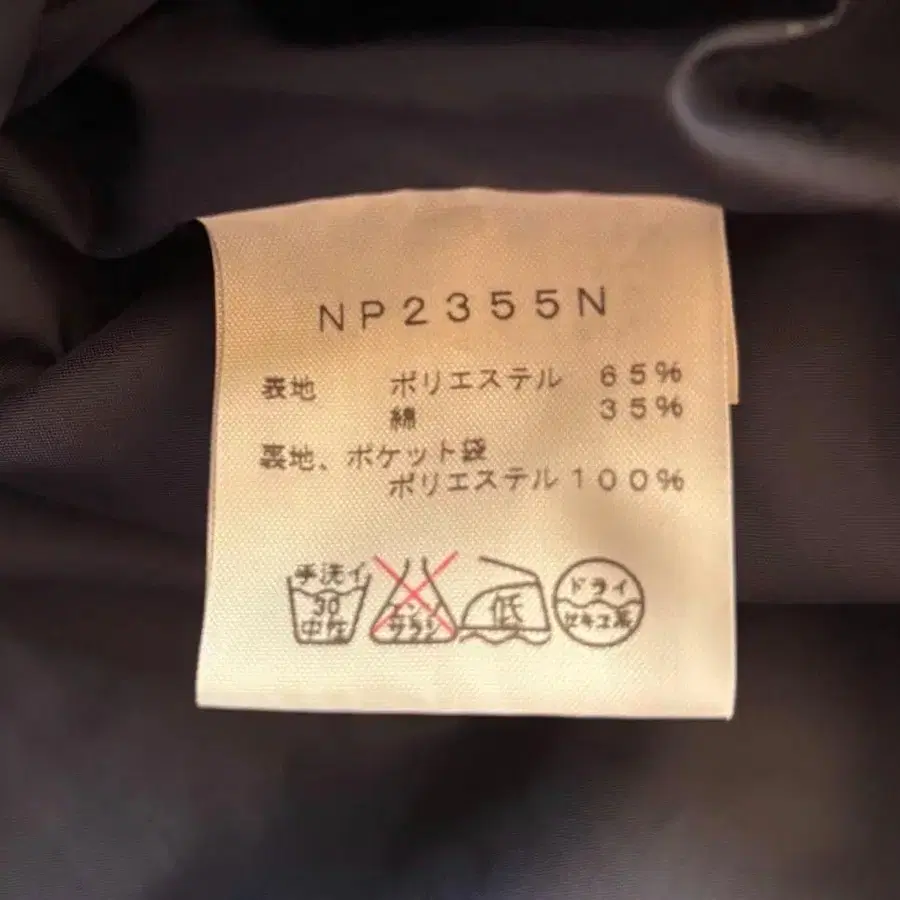 NP2355N
表地 ポリエステル 65%
綿 35%
裏地、ポケット袋
ポリエステル 100%
手洗イ 30 中性
エンソサラシ
低
ドライ セキユ系